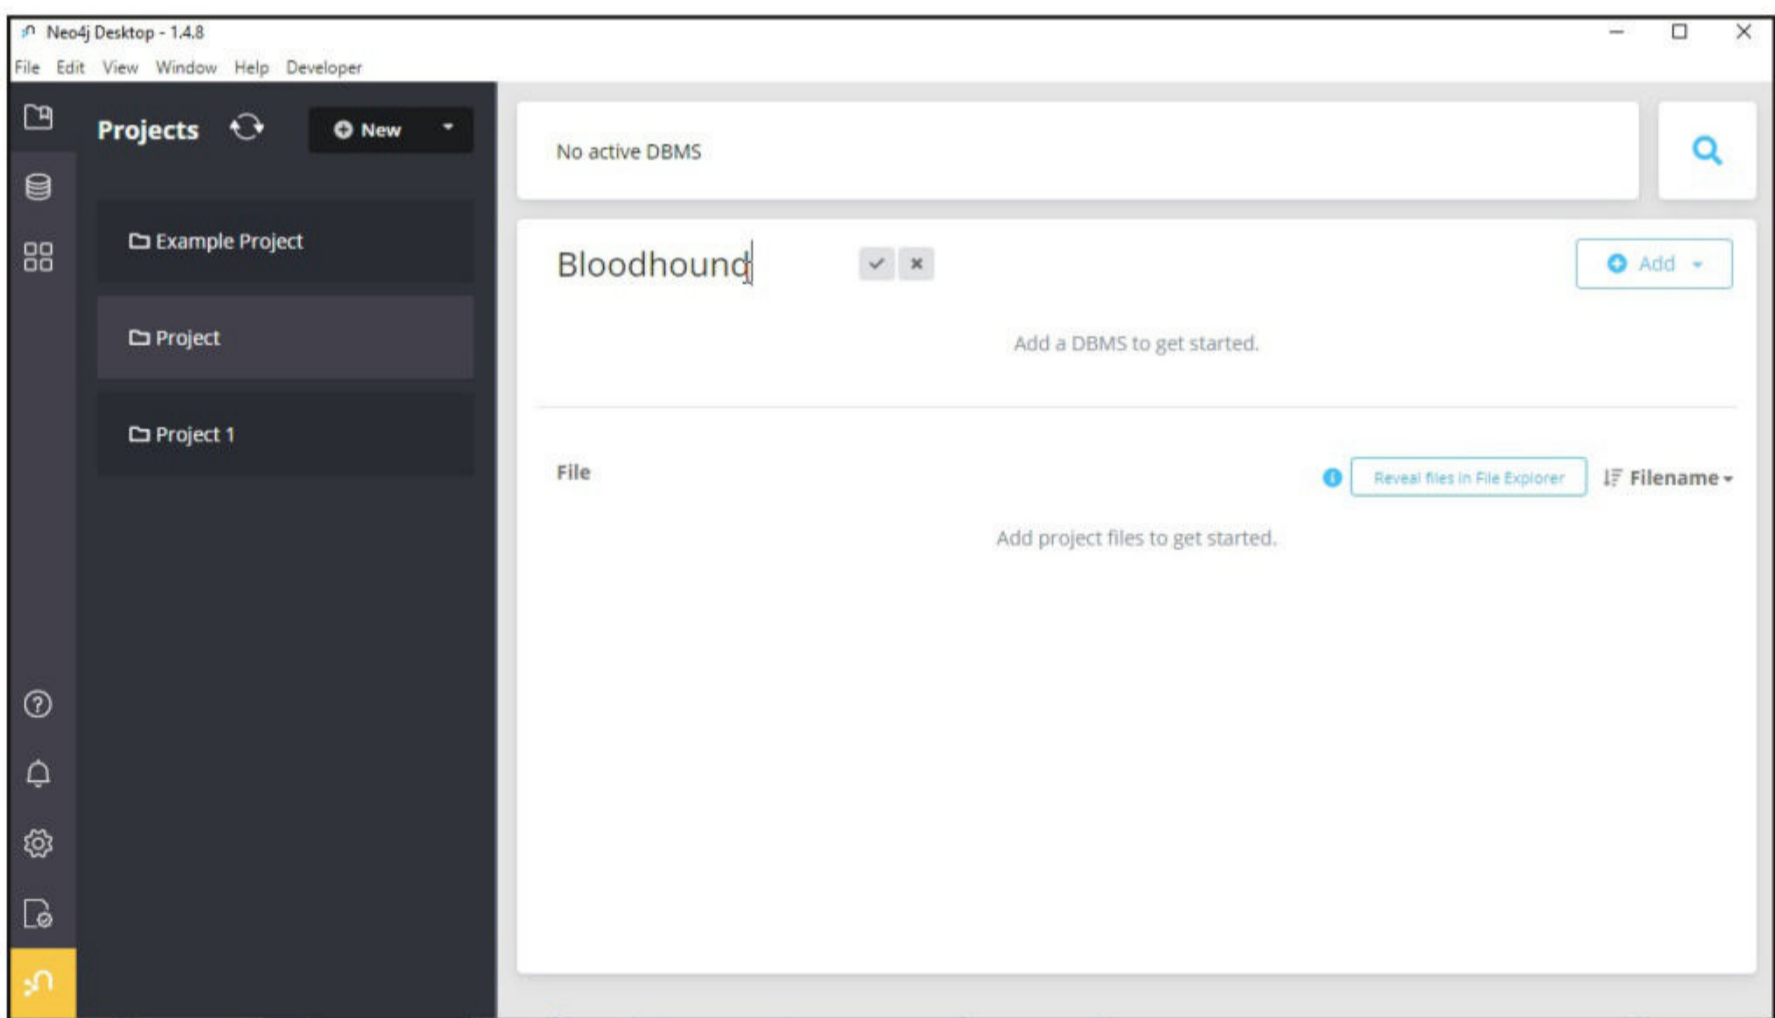 Neo4j Desktop - 1.4.8
File Edit View Window Help Developer
Projects
New
Example Project
Project
Project 1
No active DBMS
Bloodhound
Add
Add a DBMS to get started.
File
Reveal files in File Explorer
Filename
Add project files to get started.